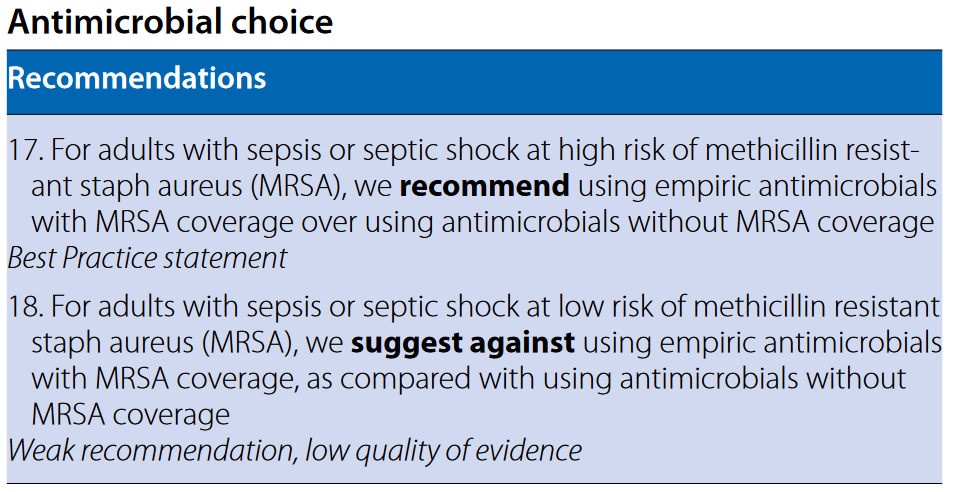 Antimicrobial choice
Recommendations
17. For adults with sepsis or septic shock at high risk of methicillin resist-
ant staph aureus (MRSA), we recommend using empiric antimicrobials
with MRSA coverage over using antimicrobials without MRSA coverage
Best Practice statement
18. For adults with sepsis or septic shock at low risk of methicillin resistant
staph aureus (MRSA), we suggest against using empiric antimicrobials
with MRSA coverage, as compared with using antimicrobials without
MRSA coverage
Weak recommendation, low quality of evidence